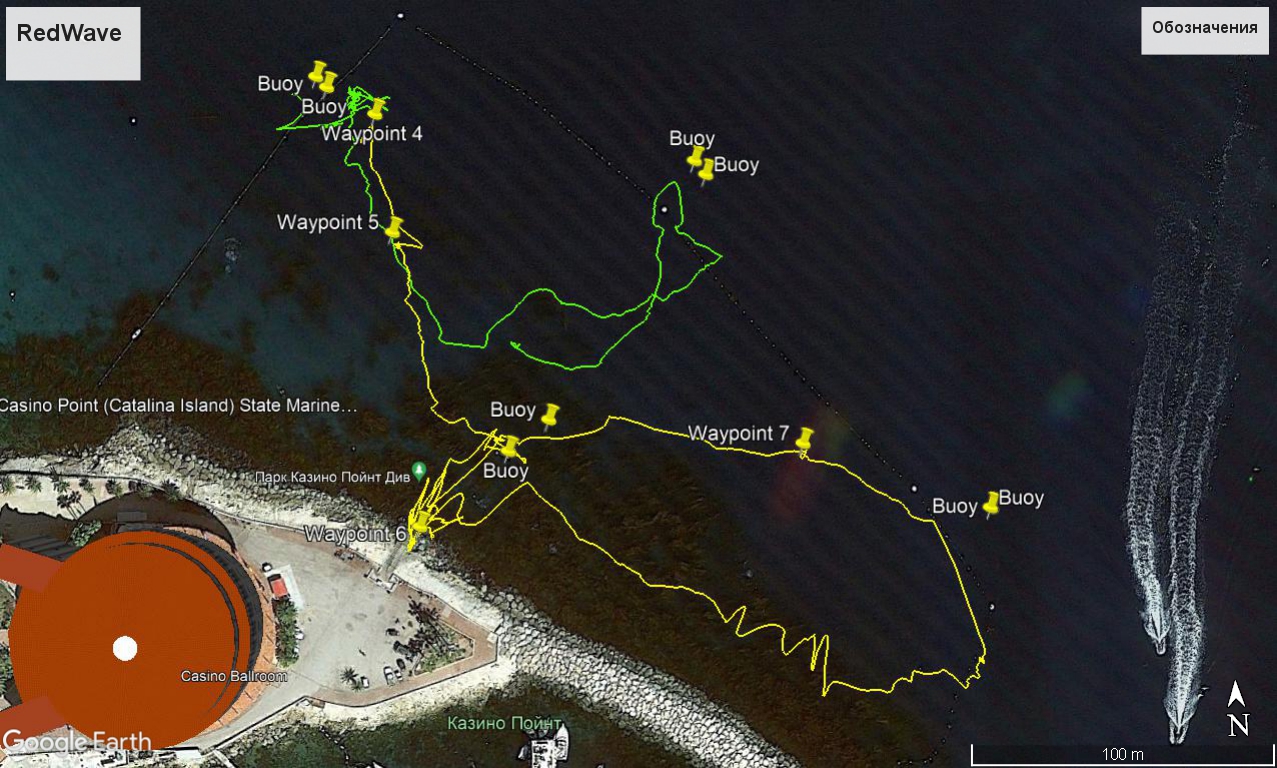 RedWave
Обозначения
Buoy
Buoy
Waypoint 4
Buoy
Buoy
Waypoint 5
Casino Point (Catalina Island) State Marine…
Buoy
Waypoint 7
Buoy
Парк Казино Пойнт Див
Buoy
Buoy
Waypoint 6
Casino Ballroom
Казино Пойнт
N
Google Earth
100 m